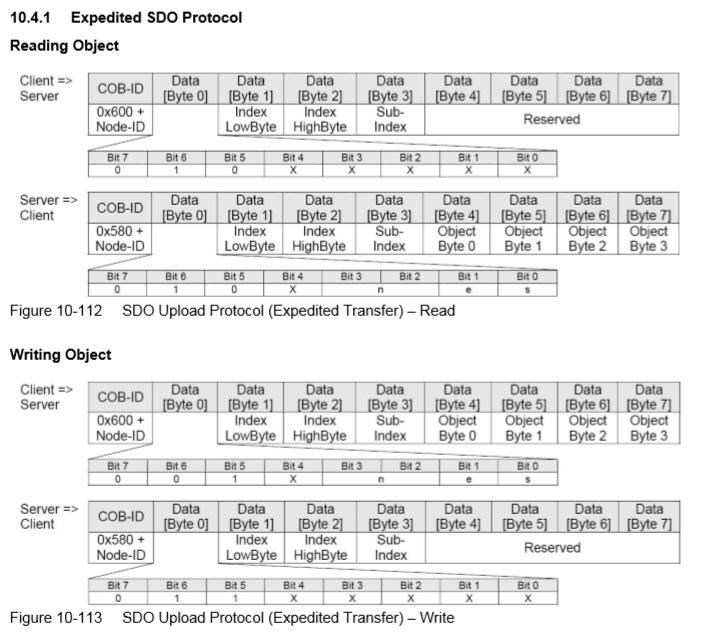 10.4.1 Expedited SDO Protocol
Reading Object
Client => Server COB-ID Data [Byte 0] Data [Byte 1] Data [Byte 2] Data [Byte 3] Data [Byte 4] Data [Byte 5] Data [Byte 6] Data [Byte 7]
0x600 + Node-ID Index LowByte Index HighByte Sub-Index Reserved
Bit 7 Bit 6 Bit 5 Bit 4 Bit 3 Bit 2 Bit 1 Bit 0
0 1 0 X X X X X
Server => Client COB-ID Data [Byte 0] Data [Byte 1] Data [Byte 2] Data [Byte 3] Data [Byte 4] Data [Byte 5] Data [Byte 6] Data [Byte 7]
0x580 + Node-ID Index LowByte Index HighByte Sub-Index Object Byte 0 Object Byte 1 Object Byte 2 Object Byte 3
Bit 7 Bit 6 Bit 5 Bit 4 Bit 3 Bit 2 Bit 1 Bit 0
0 1 0 X n e s
Figure 10-112 SDO Upload Protocol (Expedited Transfer) – Read
Writing Object
Client => Server COB-ID Data [Byte 0] Data [Byte 1] Data [Byte 2] Data [Byte 3] Data [Byte 4] Data [Byte 5] Data [Byte 6] Data [Byte 7]
0x600 + Node-ID Index LowByte Index HighByte Sub-Index Object Byte 0 Object Byte 1 Object Byte 2 Object Byte 3
Bit 7 Bit 6 Bit 5 Bit 4 Bit 3 Bit 2 Bit 1 Bit 0
0 0 1 X n e s
Server => Client COB-ID Data [Byte 0] Data [Byte 1] Data [Byte 2] Data [Byte 3] Data [Byte 4] Data [Byte 5] Data [Byte 6] Data [Byte 7]
0x580 + Node-ID Index LowByte Index HighByte Sub-Index Reserved
Bit 7 Bit 6 Bit 5 Bit 4 Bit 3 Bit 2 Bit 1 Bit 0
0 1 1 X X X X X
Figure 10-113 SDO Upload Protocol (Expedited Transfer) – Write